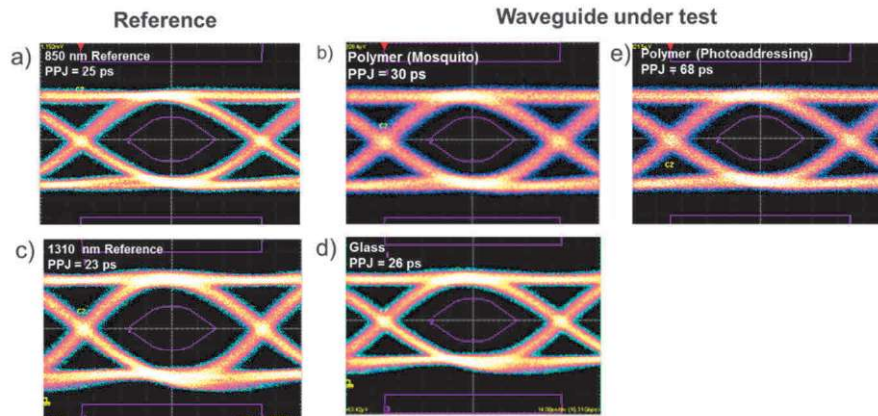 Reference
Waveguide under test
a)
850 nm Reference
PPJ = 25 ps
b)
Polymer (Mosquito)
PPJ = 30 ps
e)
Polymer (Photoaddressing)
PPJ = 68 ps
c)
1310 nm Reference
PPJ = 23 ps
d)
Glass
PPJ = 26 ps